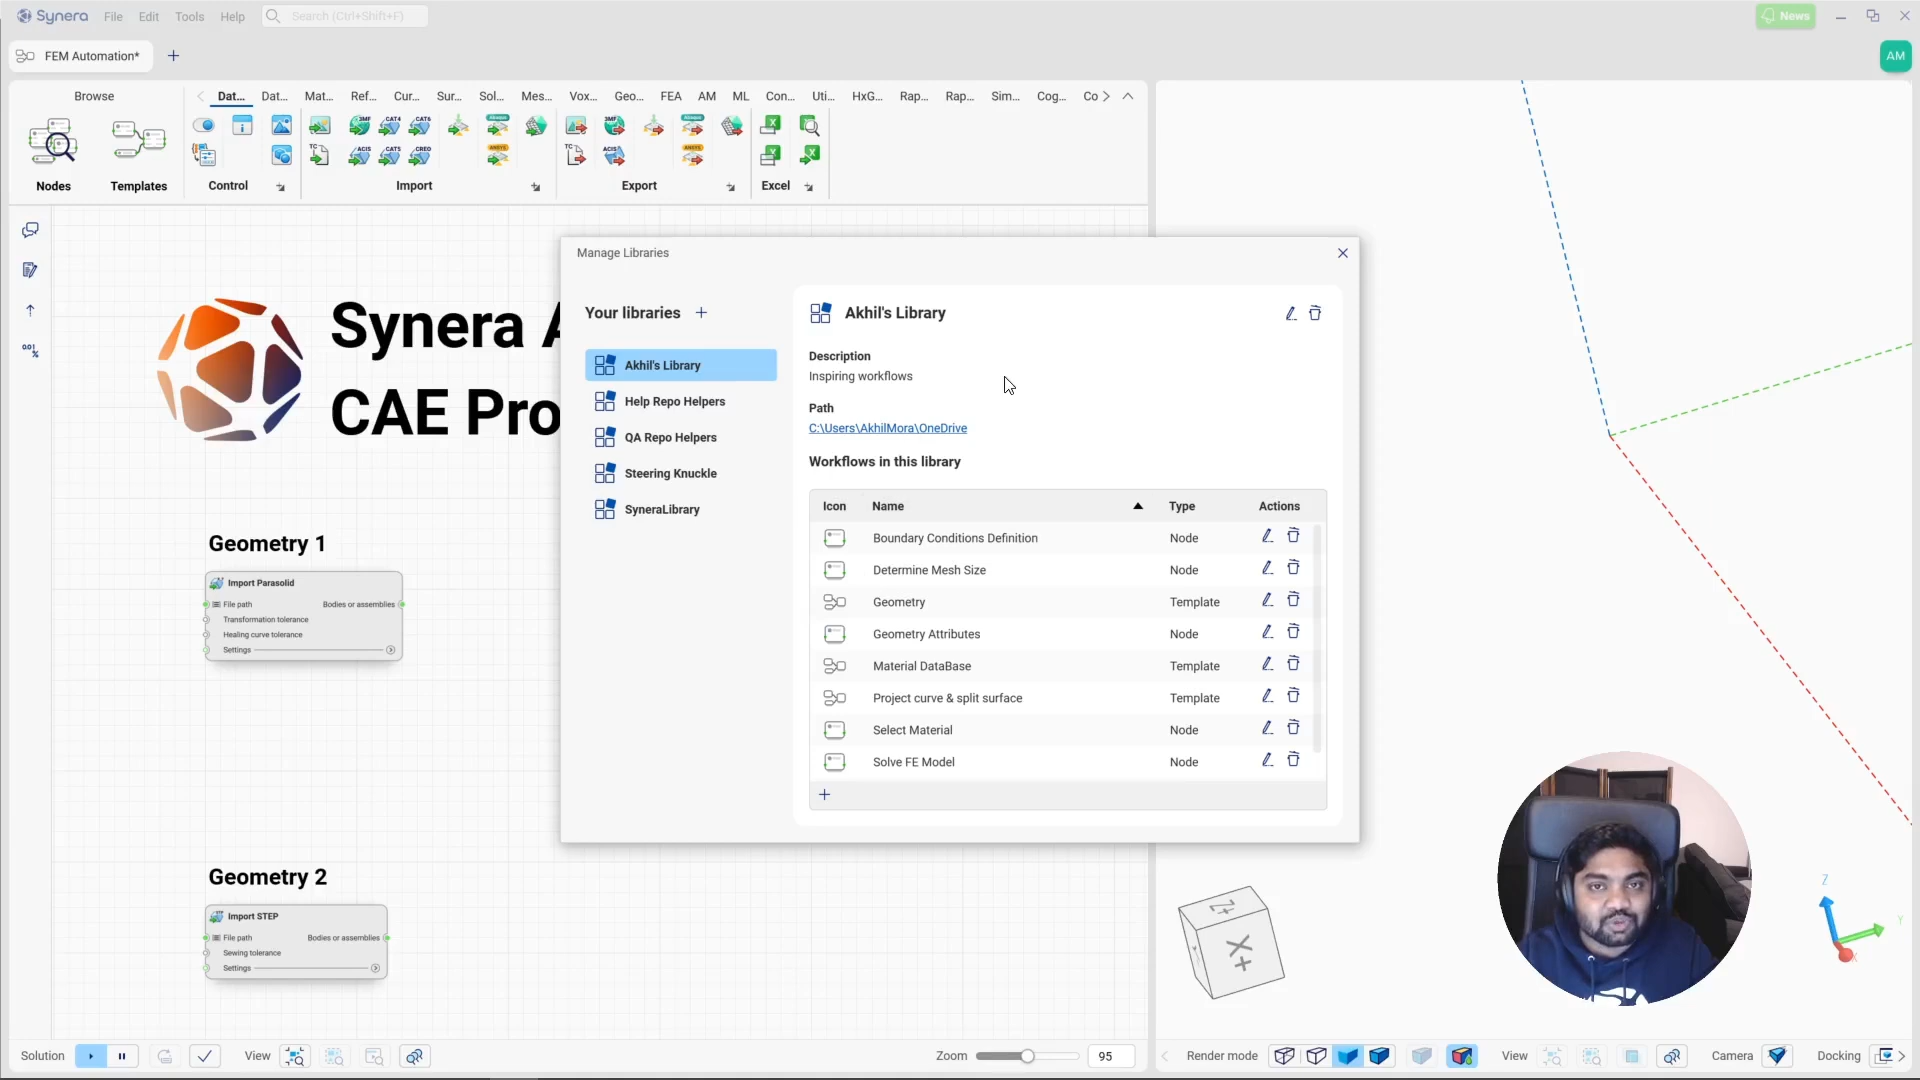 Synera File Edit Tools Help Search (Ctrl+Shift+F) News
FEM Automation* AM
Browse Dat... Dat... Mat... Ref... Cur... Sur... Sol... Mes... Vox... Geo... FEA AM ML Con... Uti... HxG... Rap... Rap... Sim... Cog... Co
Nodes Templates Control Import Export Excel
Manage Libraries
Your libraries
Akhil's Library
Help Repo Helpers
QA Repo Helpers
Steering Knuckle
SyneraLibrary
Akhil's Library
Description
Inspiring workflows
Path
C:\Users\AkhilMora\OneDrive
Workflows in this library
Icon Name Type Actions
Boundary Conditions Definition Node
Determine Mesh Size Node
Geometry Template
Geometry Attributes Node
Material DataBase Template
Project curve & split surface Template
Select Material Node
Solve FE Model Node
Synera A
CAE Pro
Geometry 1
Import Parasolid
File path Bodies or assemblies
Transformation tolerance
Healing curve tolerance
Settings
Geometry 2
Import STEP
File path Bodies or assemblies
Sewing tolerance
Settings
Z+
X+
Z
Y
X
Solution View Zoom 95 Render mode View Camera Docking